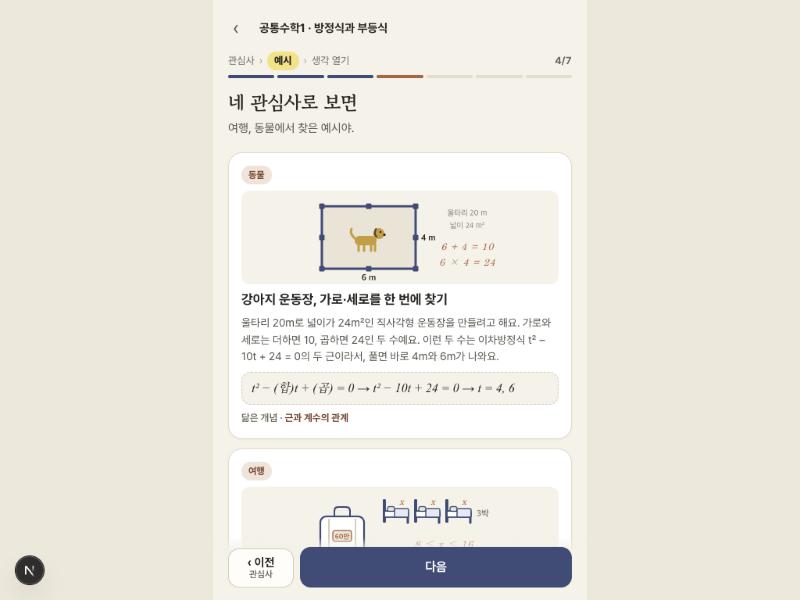 ‹ 공통수학1 · 방정식과 부등식
관심사 › 예시 › 생각 열기 4/7
네 관심사로 보면
여행, 동물에서 찾은 예시야.
동물
울타리 20 m
넓이 24 m²
4 m
6 + 4 = 10
6 × 4 = 24
6 m
강아지 운동장, 가로·세로를 한 번에 찾기
울타리 20m로 넓이가 24m²인 직사각형 운동장을 만들려고 해요. 가로와
세로는 더하면 10, 곱하면 24인 두 수예요. 이런 두 수는 이차방정식 t² −
10t + 24 = 0의 두 근이라서, 풀면 바로 4m와 6m가 나와요.
t² − (합)t + (곱) = 0 → t² − 10t + 24 = 0 → t = 4, 6
닮은 개념 · 근과 계수의 관계
여행
x x x
3박
60만
8 ≤ x ≤ 16
‹ 이전
관심사
다음
N